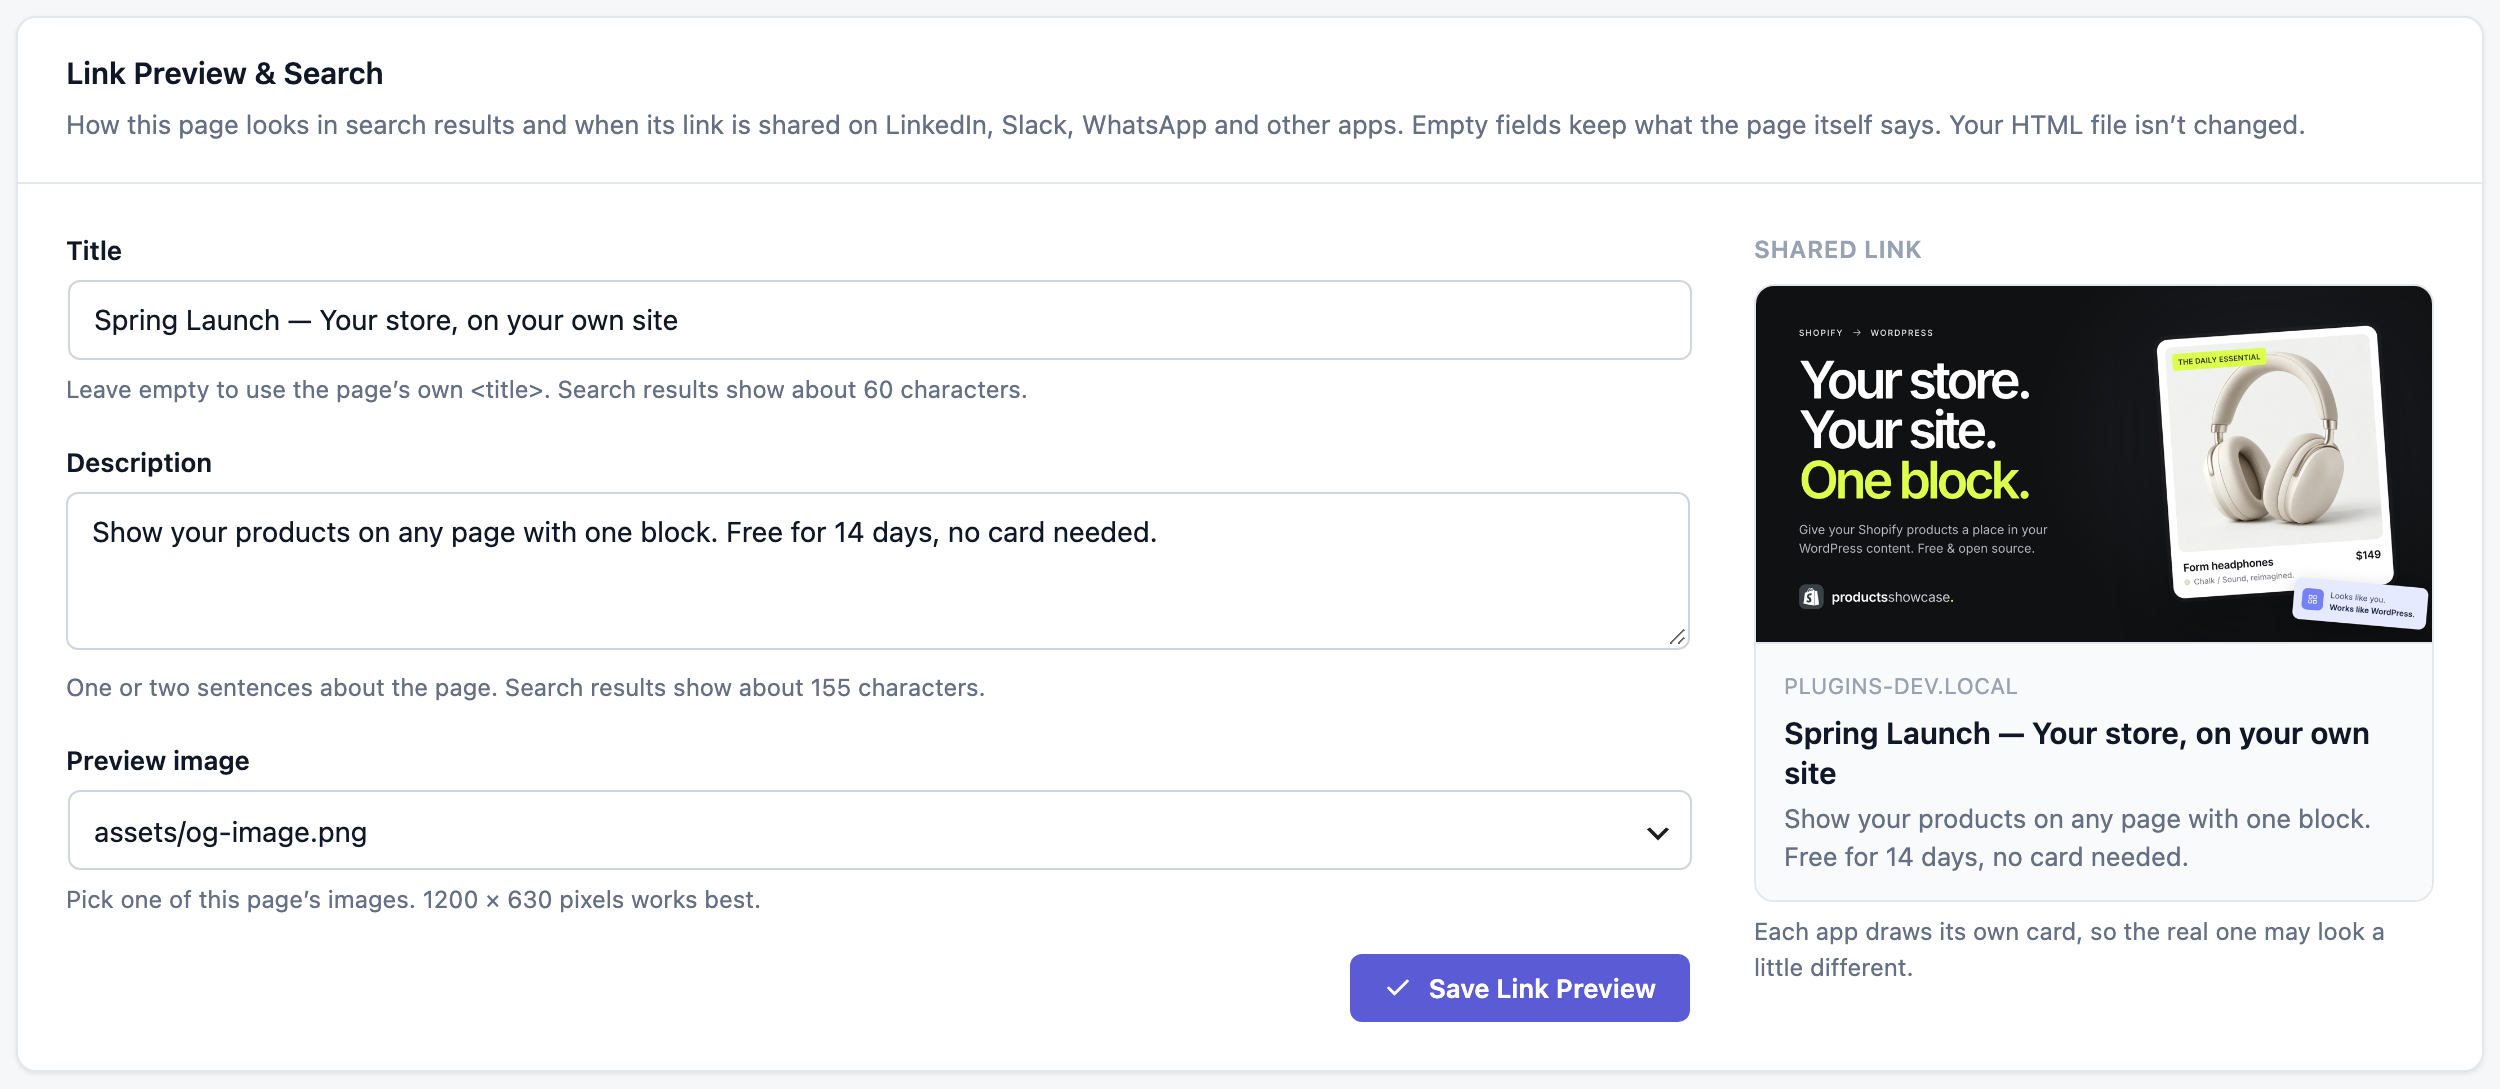 Link Preview & Search
How this page looks in search results and when its link is shared on LinkedIn, Slack, WhatsApp and other apps. Empty fields keep what the page itself says. Your HTML file isn’t changed.
Title
Spring Launch — Your store, on your own site
Leave empty to use the page’s own <title>. Search results show about 60 characters.
Description
Show your products on any page with one block. Free for 14 days, no card needed.
One or two sentences about the page. Search results show about 155 characters.
Preview image
assets/og-image.png
Pick one of this page’s images. 1200 × 630 pixels works best.
Save Link Preview
SHARED LINK
SHOPIFY → WORDPRESS
Your store.
Your site.
One block.
Give your Shopify products a place in your
WordPress content. Free & open source.
productsshowcase.
THE DAILY ESSENTIAL
Form headphones
$149
Chalk / Sound, reimagined.
Looks like you.
Works like WordPress.
PLUGINS-DEV.LOCAL
Spring Launch — Your store, on your own
site
Show your products on any page with one block.
Free for 14 days, no card needed.
Each app draws its own card, so the real one may look a
little different.